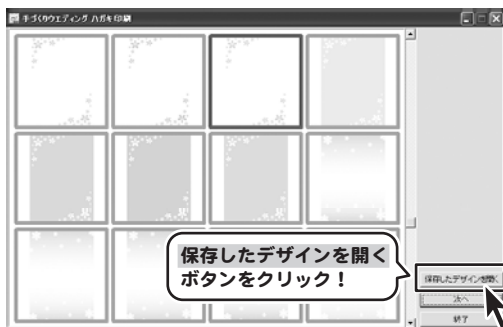 手づくりウエディング ハガキ印刷
保存したデザインを開く
ボタンをクリック！
保存したデザインを開く
次へ
終了